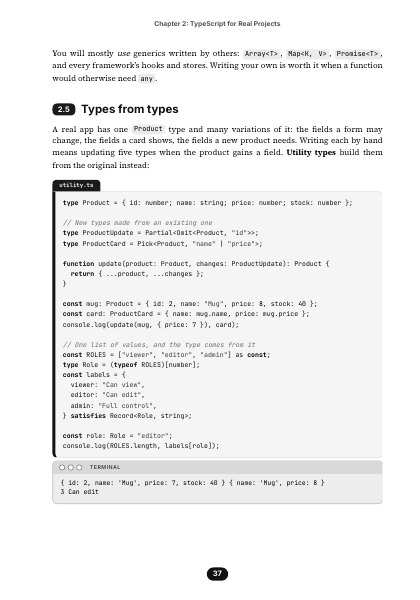 Chapter 2: TypeScript for Real Projects
You will mostly use generics written by others: Array<T>, Map<K, V>, Promise<T>,
and every framework's hooks and stores. Writing your own is worth it when a function
would otherwise need any.
2.5 Types from types
A real app has one Product type and many variations of it: the fields a form may
change, the fields a card shows, the fields a new product needs. Writing each by hand
means updating five types when the product gains a field. Utility types build them
from the original instead:
utility.ts
type Product = { id: number; name: string; price: number; stock: number };
// New types made from an existing one
type ProductUpdate = Partial<Omit<Product, "id">>;
type ProductCard = Pick<Product, "name" | "price">;
function update(product: Product, changes: ProductUpdate): Product {
  return { ...product, ...changes };
}
const mug: Product = { id: 2, name: "Mug", price: 8, stock: 40 };
const card: ProductCard = { name: mug.name, price: mug.price };
console.log(update(mug, { price: 7 }), card);
// One list of values, and the type comes from it
const ROLES = ["viewer", "editor", "admin"] as const;
type Role = (typeof ROLES)[number];
const labels = {
  viewer: "Can view",
  editor: "Can edit",
  admin: "Full control",
} satisfies Record<Role, string>;
const role: Role = "editor";
console.log(ROLES.length, labels[role]);
TERMINAL
{ id: 2, name: 'Mug', price: 7, stock: 40 } { name: 'Mug', price: 8 }
3 Can edit
37